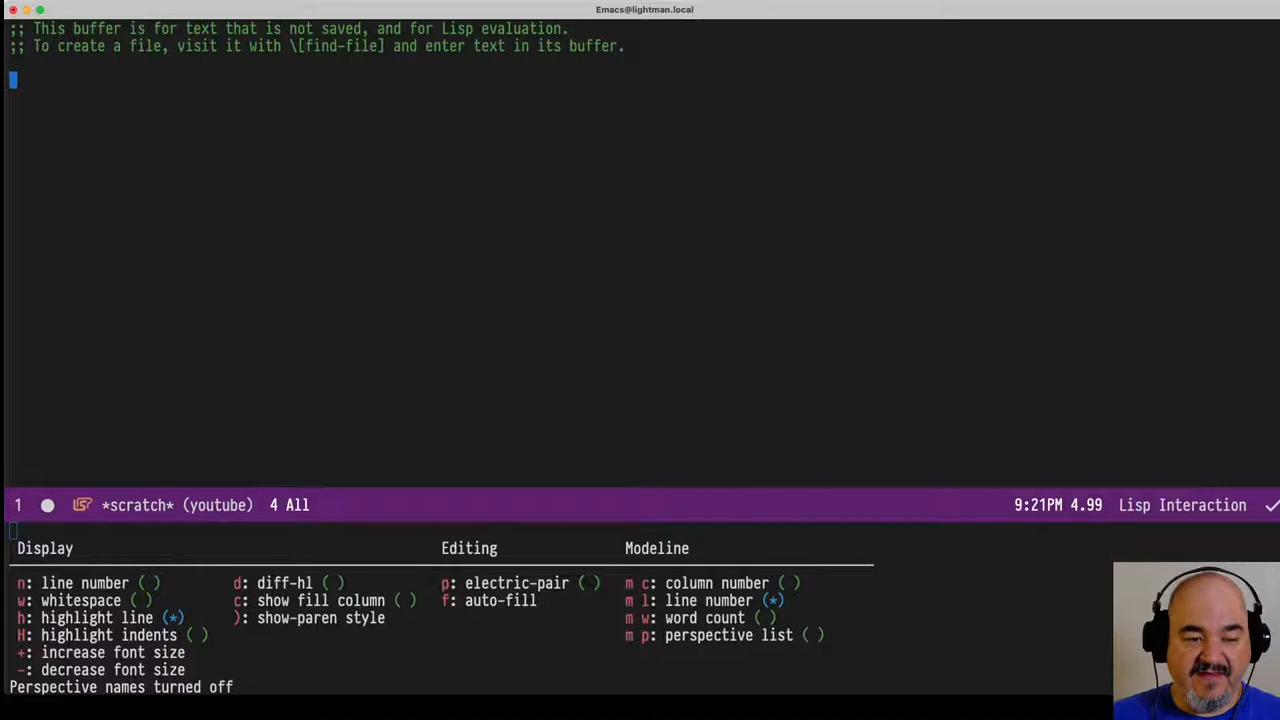 Emacs@lightman.local
;; This buffer is for text that is not saved, and for Lisp evaluation.
;; To create a file, visit it with \[find-file] and enter text in its buffer.
1 *scratch* (youtube) 4 All 9:21PM 4.99 Lisp Interaction
Display Editing Modeline
n: line number ( ) d: diff-hl ( ) p: electric-pair ( ) m c: column number ( )
w: whitespace ( ) c: show fill column ( ) f: auto-fill m l: line number (*)
h: highlight line (*) ): show-paren style m w: word count ( )
H: highlight indents ( ) m p: perspective list ( )
+: increase font size
-: decrease font size
Perspective names turned off